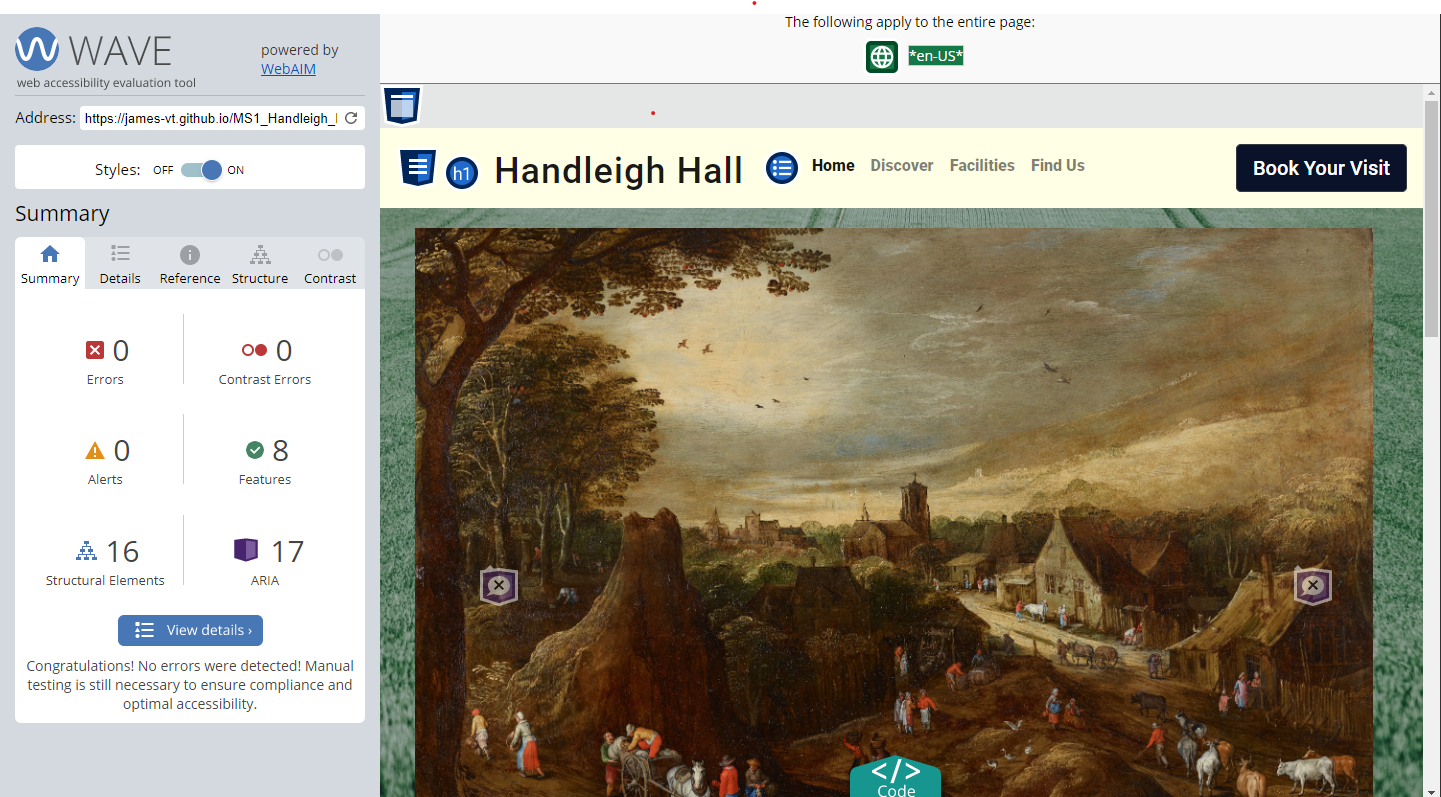 WAVE
web accessibility evaluation tool
powered by
WebAIM
Address: https://james-vt.github.io/MS1_Handleigh_
Styles: OFF ON
Summary
Summary Details Reference Structure Contrast
0
Errors
0
Contrast Errors
0
Alerts
8
Features
16
Structural Elements
17
ARIA
View details ›
Congratulations! No errors were detected! Manual
testing is still necessary to ensure compliance and
optimal accessibility.
The following apply to the entire page:
*en-US*
h1 Handleigh Hall Home Discover Facilities Find Us Book Your Visit
</>
Code